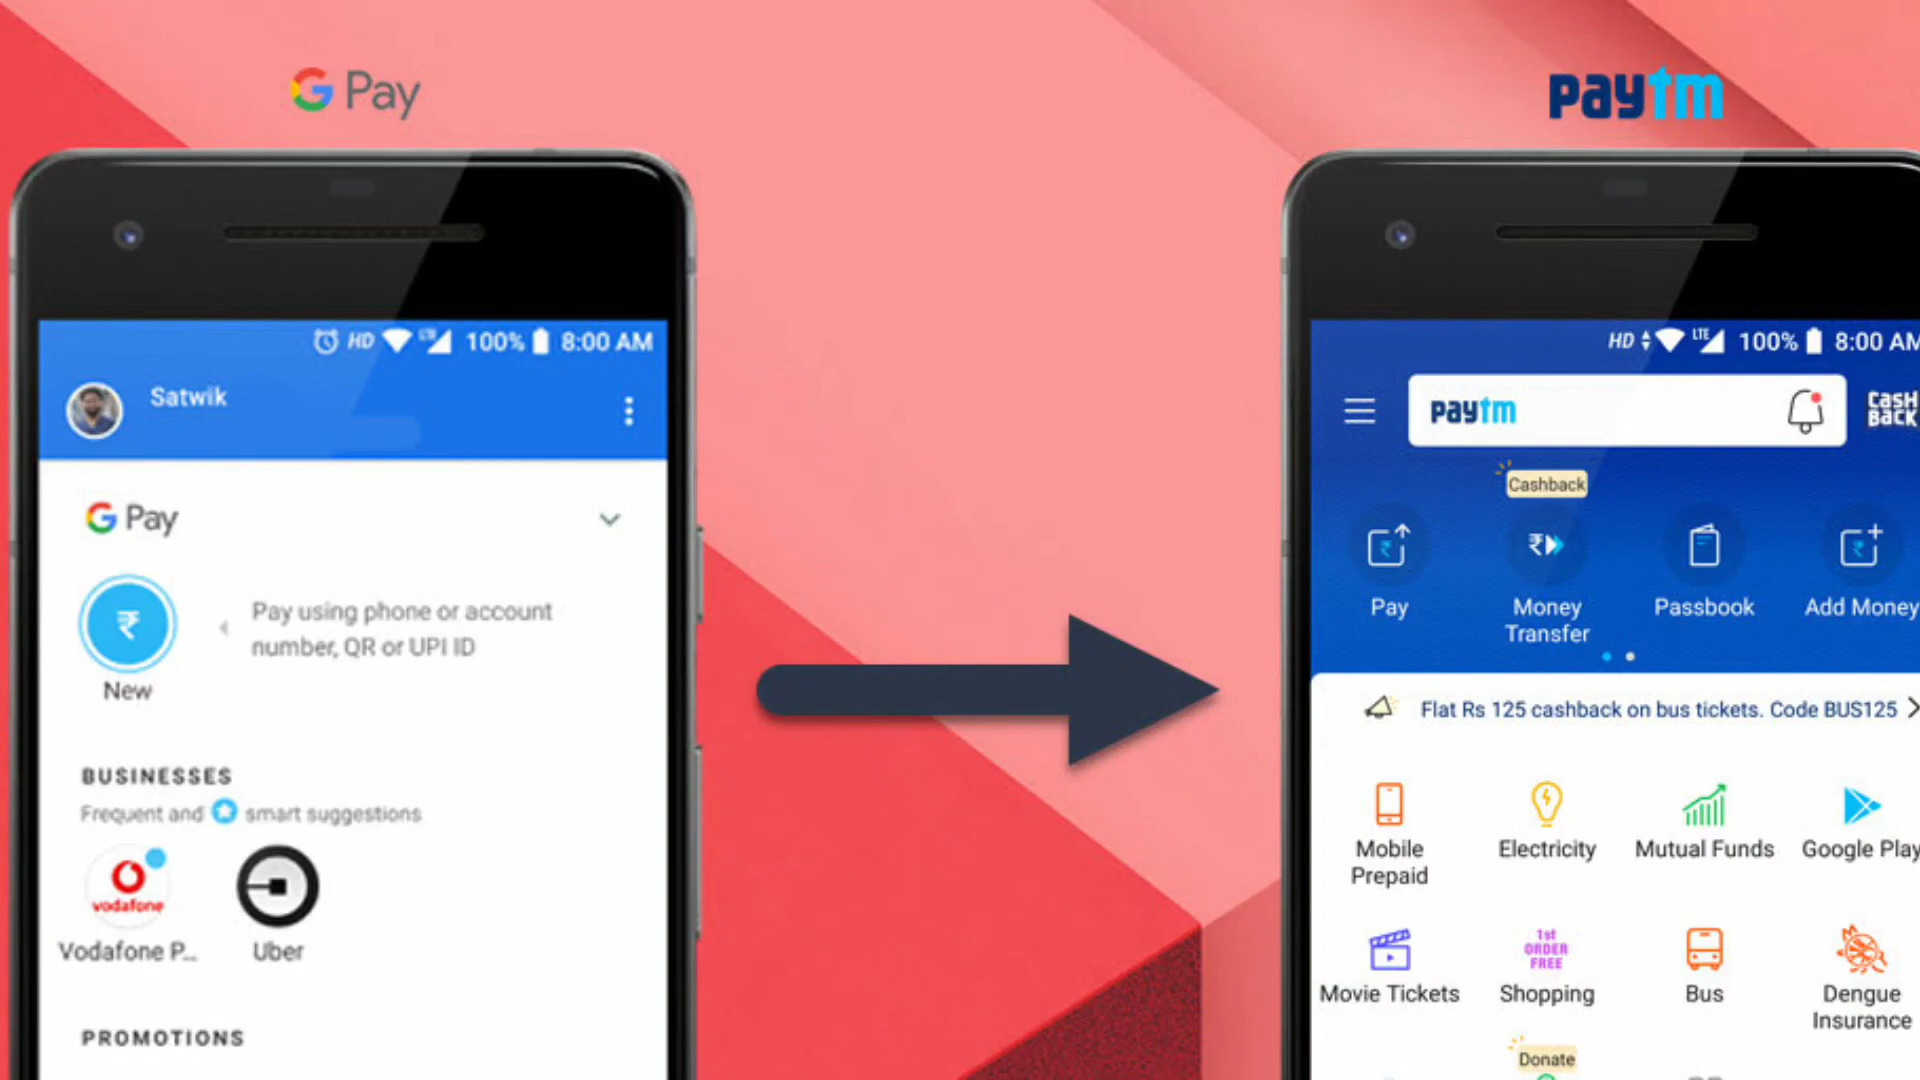 G Pay
paytm
HD LTE 100% 8:00 AM
Satwik
G Pay
Pay using phone or account
number, QR or UPI ID
₹
New
BUSINESSES
Frequent and smart suggestions
vodafone
Vodafone P...
Uber
PROMOTIONS
HD LTE 100% 8:00 AM
paytm
CASH
BACK
Cashback
Pay
Money
Transfer
Passbook
Add Money
Flat Rs 125 cashback on bus tickets. Code BUS125
Mobile
Prepaid
Electricity
Mutual Funds
Google Play
1st
ORDER
FREE
Movie Tickets
Shopping
Bus
Dengue
Insurance
Donate